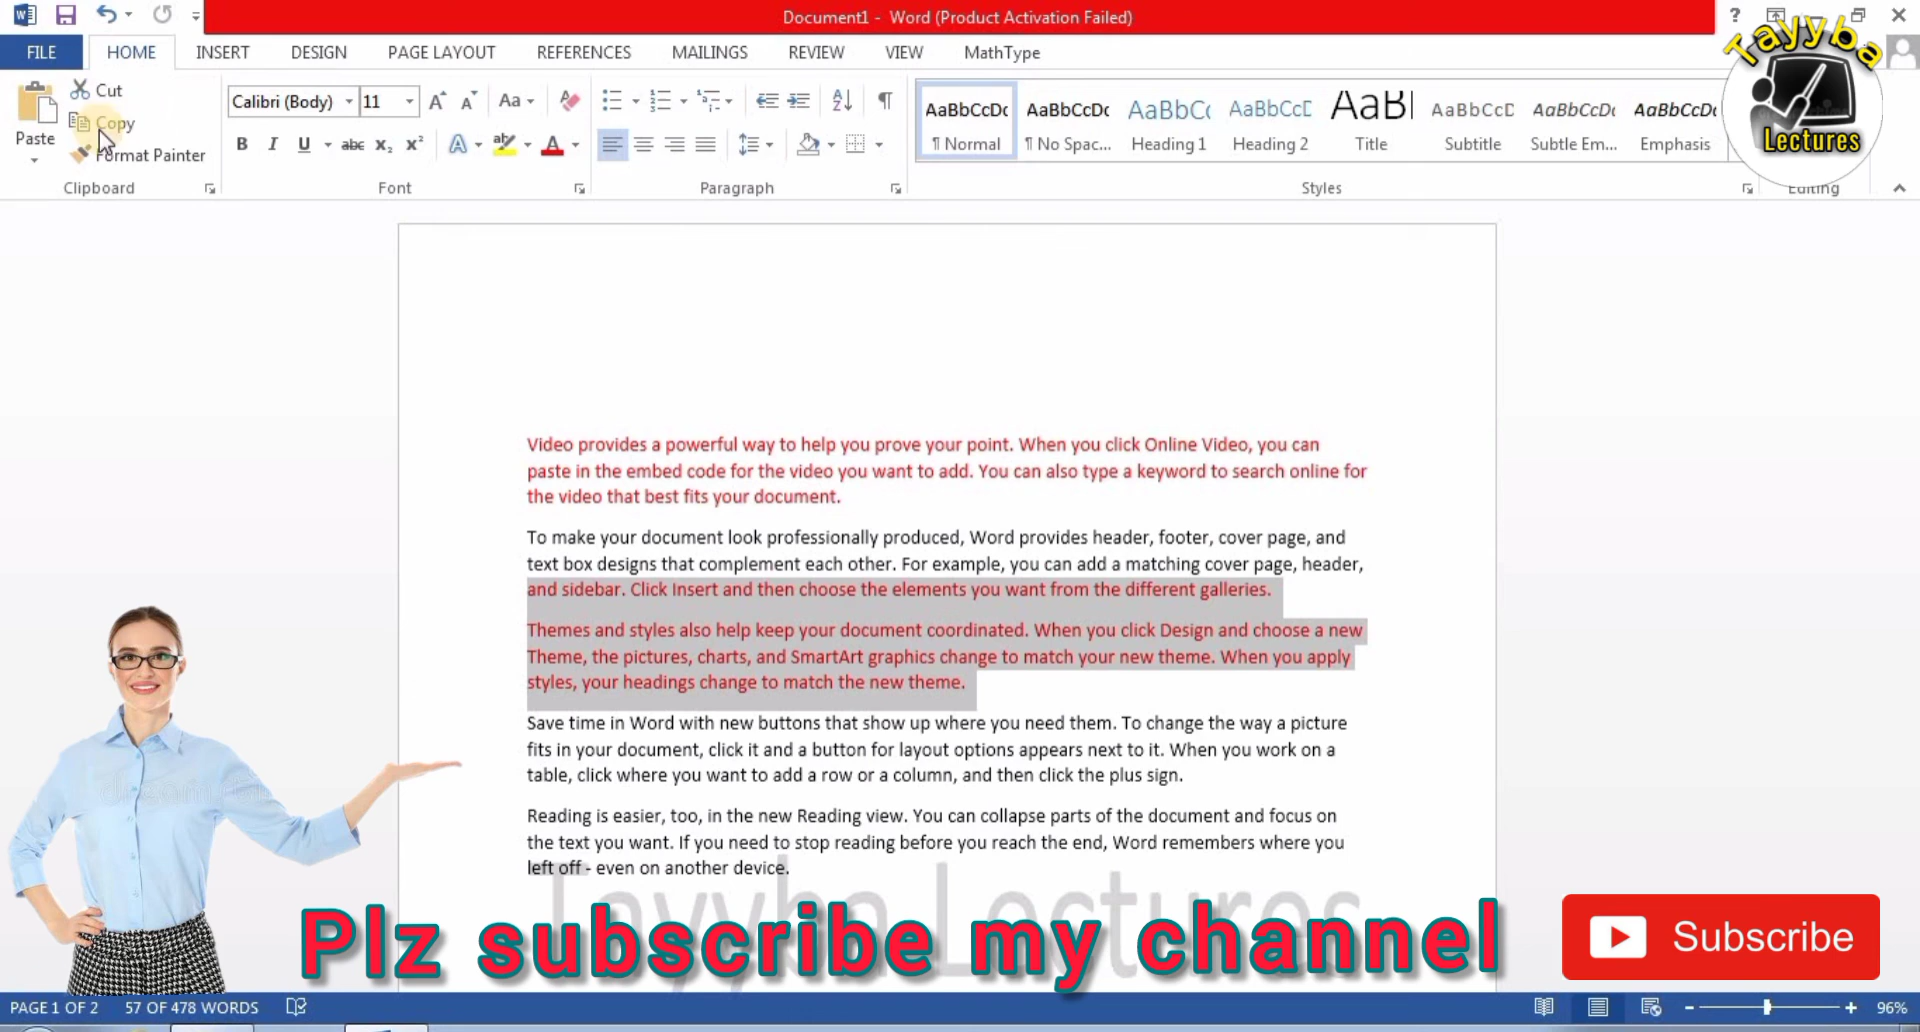 Document1 - Word (Product Activation Failed)
?
FILE HOME INSERT DESIGN PAGE LAYOUT REFERENCES MAILINGS REVIEW VIEW MathType
Tayyba
Lectures
Cut
Copy
Format Painter
Paste
Clipboard
Calibri (Body) 11
Aa
B I U abc x₂ x²
Font
Paragraph
AaBbCcDc AaBbCcDc AaBbCc AaBbCcD AaBl AaBbCcD AaBbCcDc AaBbCcDc
¶ Normal ¶ No Spac... Heading 1 Heading 2 Title Subtitle Subtle Em... Emphasis
Styles
Editing
Video provides a powerful way to help you prove your point. When you click Online Video, you can
paste in the embed code for the video you want to add. You can also type a keyword to search online for
the video that best fits your document.
To make your document look professionally produced, Word provides header, footer, cover page, and
text box designs that complement each other. For example, you can add a matching cover page, header,
and sidebar. Click Insert and then choose the elements you want from the different galleries.
Themes and styles also help keep your document coordinated. When you click Design and choose a new
Theme, the pictures, charts, and SmartArt graphics change to match your new theme. When you apply
styles, your headings change to match the new theme.
Save time in Word with new buttons that show up where you need them. To change the way a picture
fits in your document, click it and a button for layout options appears next to it. When you work on a
table, click where you want to add a row or a column, and then click the plus sign.
Reading is easier, too, in the new Reading view. You can collapse parts of the document and focus on
the text you want. If you need to stop reading before you reach the end, Word remembers where you
left off - even on another device.
Tayyba Lectures
Plz subscribe my channel
Subscribe
PAGE 1 OF 2 57 OF 478 WORDS
96%